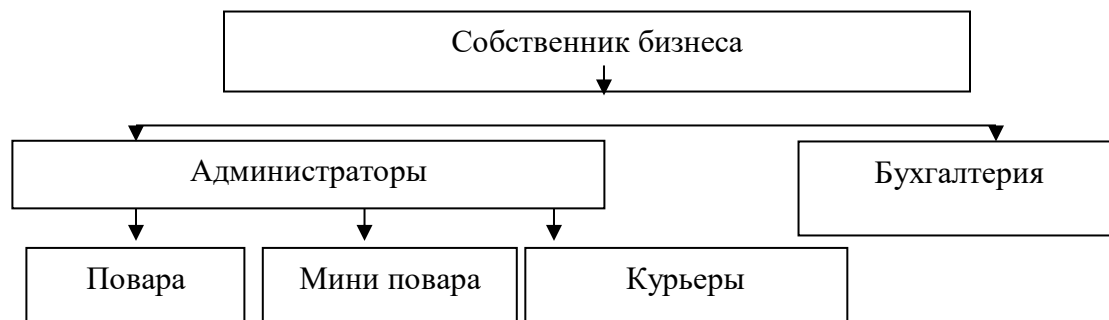 Собственник бизнеса
Администраторы
Бухгалтерия
Повара
Мини повара
Курьеры